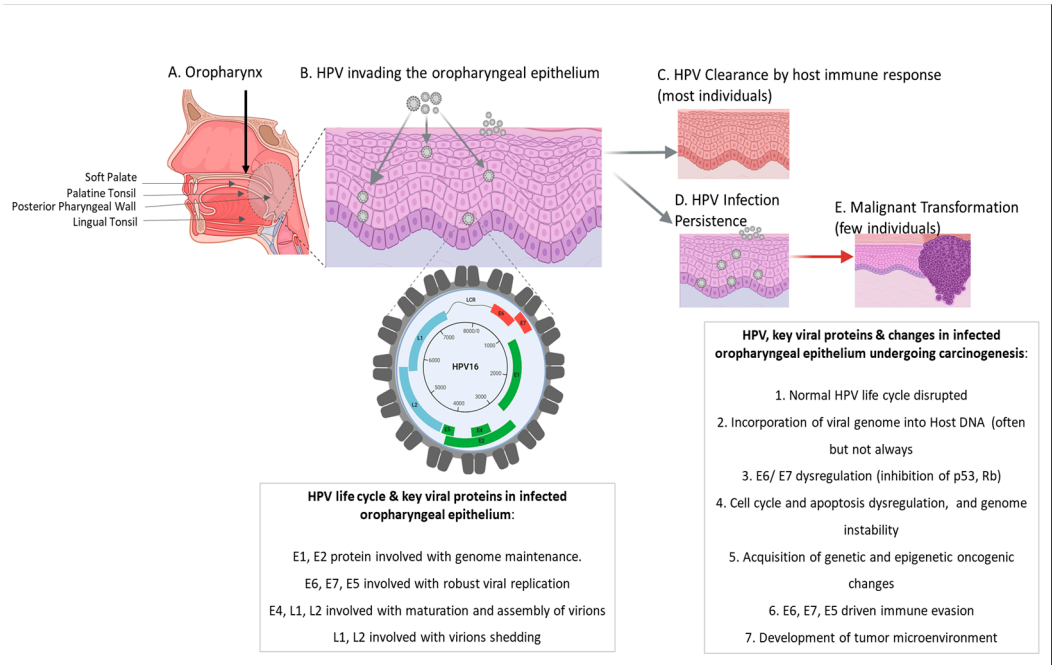 A. Oropharynx
B. HPV invading the oropharyngeal epithelium
C. HPV Clearance by host immune response
(most individuals)
Soft Palate
Palatine Tonsil
Posterior Pharyngeal Wall
Lingual Tonsil
D. HPV Infection
Persistence
E. Malignant Transformation
(few individuals)
LCR
E6
E7
L1
8000/0
7000
1000
6000
HPV16
2000
E1
5000
3000
4000
L2
E5
E4
E2
HPV life cycle & key viral proteins in infected
oropharyngeal epithelium:
E1, E2 protein involved with genome maintenance.
E6, E7, E5 involved with robust viral replication
E4, L1, L2 involved with maturation and assembly of virions
L1, L2 involved with virions shedding
HPV, key viral proteins & changes in infected
oropharyngeal epithelium undergoing carcinogenesis:
1. Normal HPV life cycle disrupted
2. Incorporation of viral genome into Host DNA (often
but not always
3. E6/ E7 dysregulation (inhibition of p53, Rb)
4. Cell cycle and apoptosis dysregulation, and genome
instability
5. Acquisition of genetic and epigenetic oncogenic
changes
6. E6, E7, E5 driven immune evasion
7. Development of tumor microenvironment